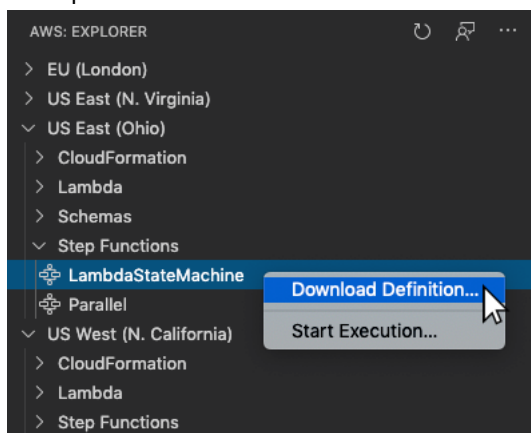 AWS: EXPLORER
EU (London)
US East (N. Virginia)
US East (Ohio)
CloudFormation
Lambda
Schemas
Step Functions
LambdaStateMachine
Download Definition...
Parallel
Start Execution...
US West (N. California)
CloudFormation
Lambda
Step Functions